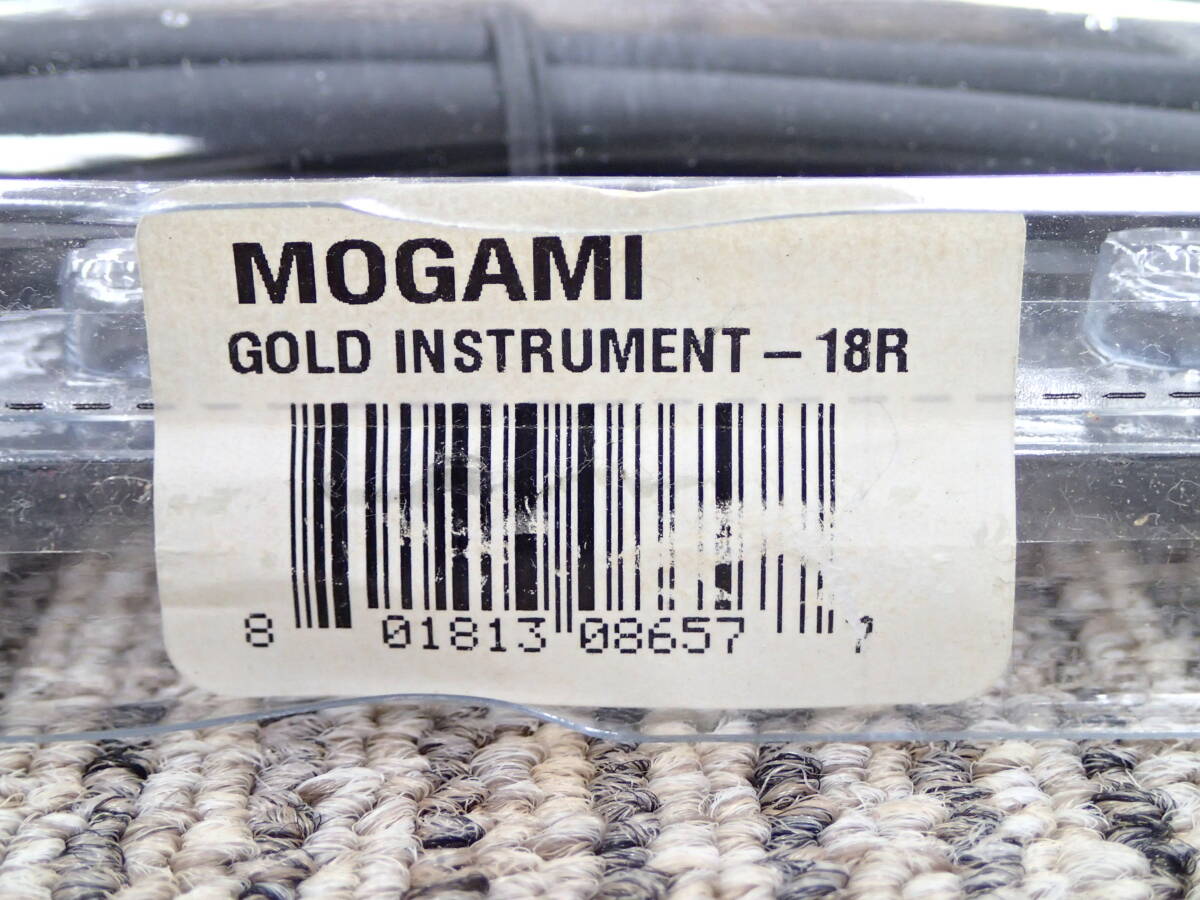 MOGAMI
GOLD INSTRUMENT – 18R
8 01813 08657 7